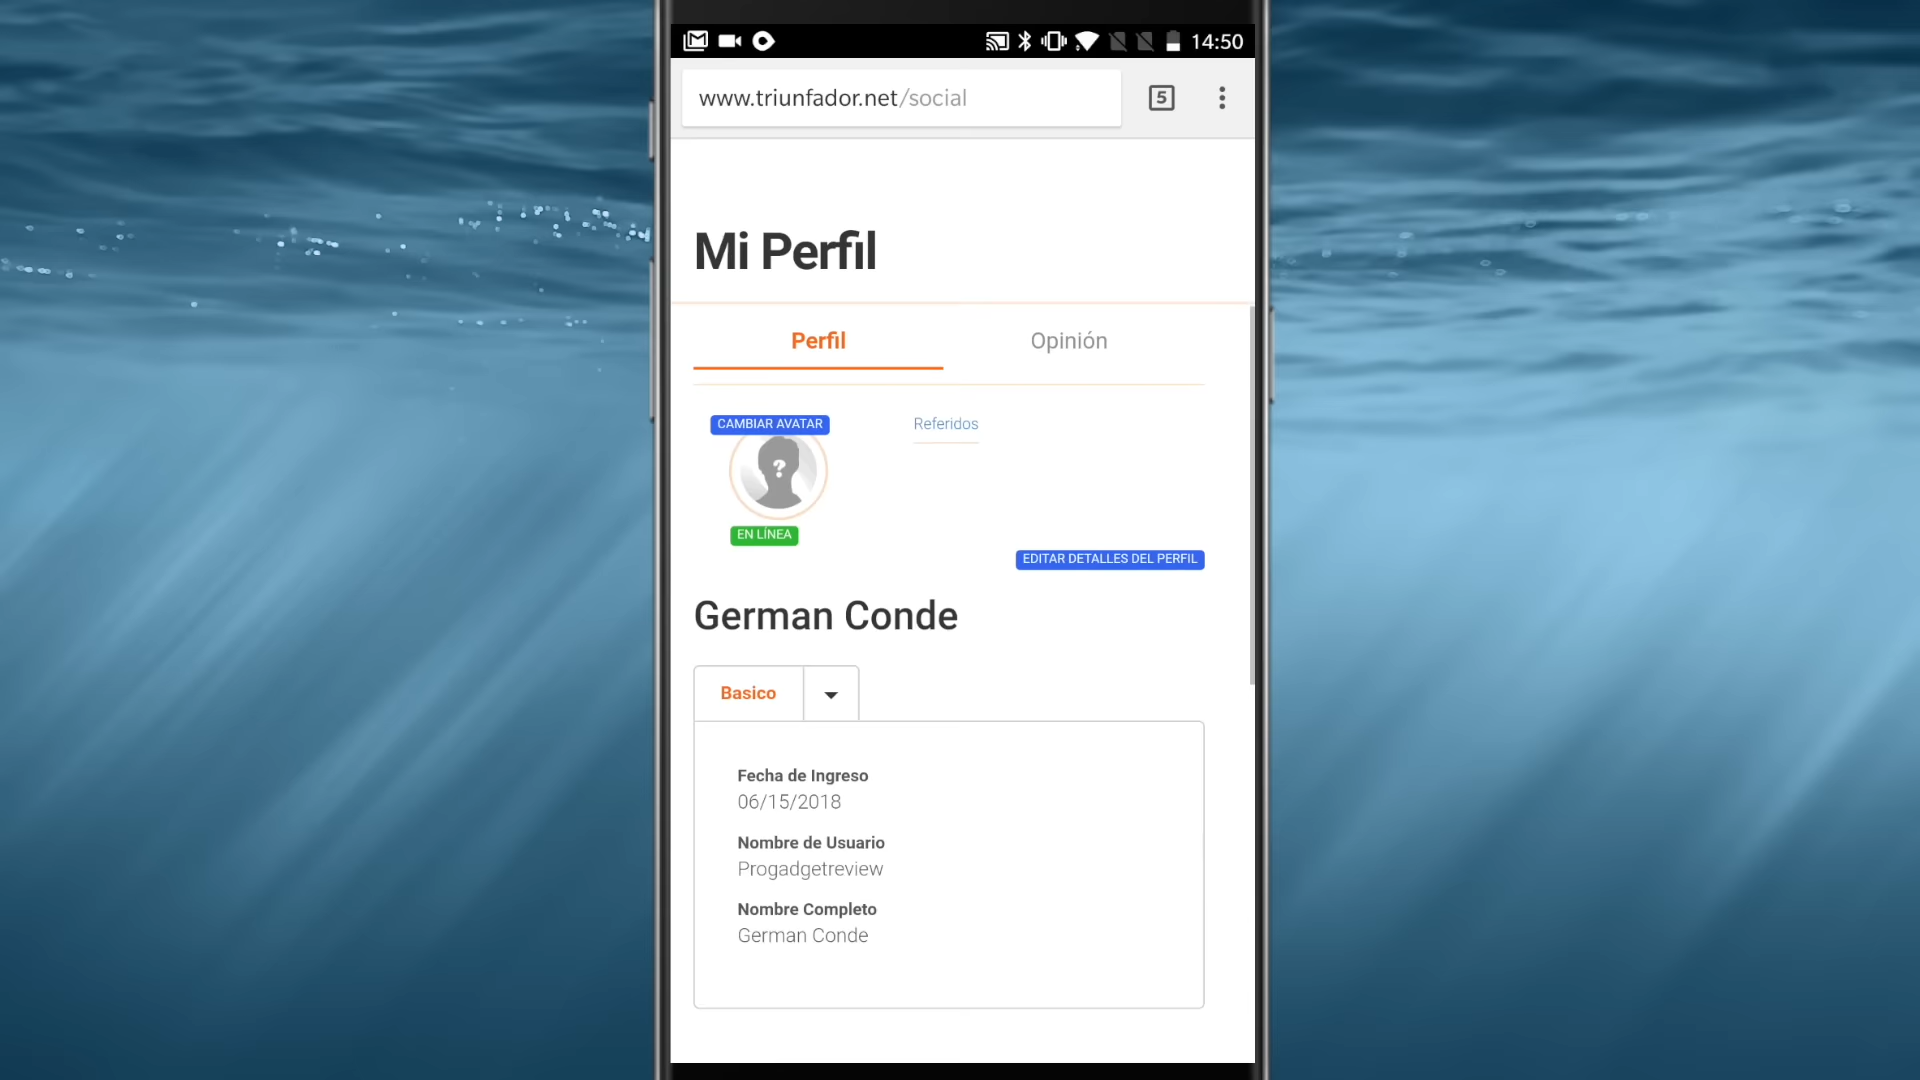 14:50
www.triunfador.net/social
5
Mi Perfil
Perfil
Opinión
CAMBIAR AVATAR
Referidos
?
EN LÍNEA
EDITAR DETALLES DEL PERFIL
German Conde
Basico
Fecha de Ingreso
06/15/2018
Nombre de Usuario
Progadgetreview
Nombre Completo
German Conde